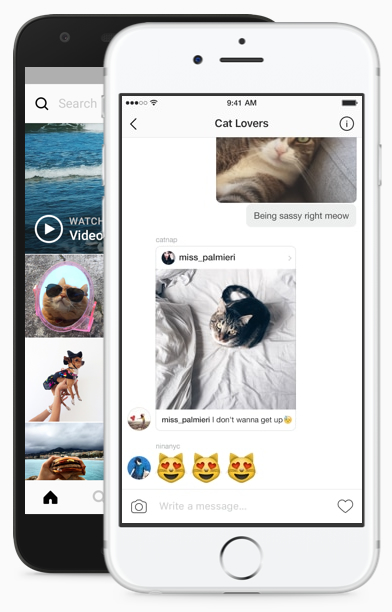 Search
WATCH
Video
9:41 AM
Cat Lovers
Being sassy right meow
catnap
miss_palmieri
miss_palmieri I don't wanna get up
ninanyc
Write a message...